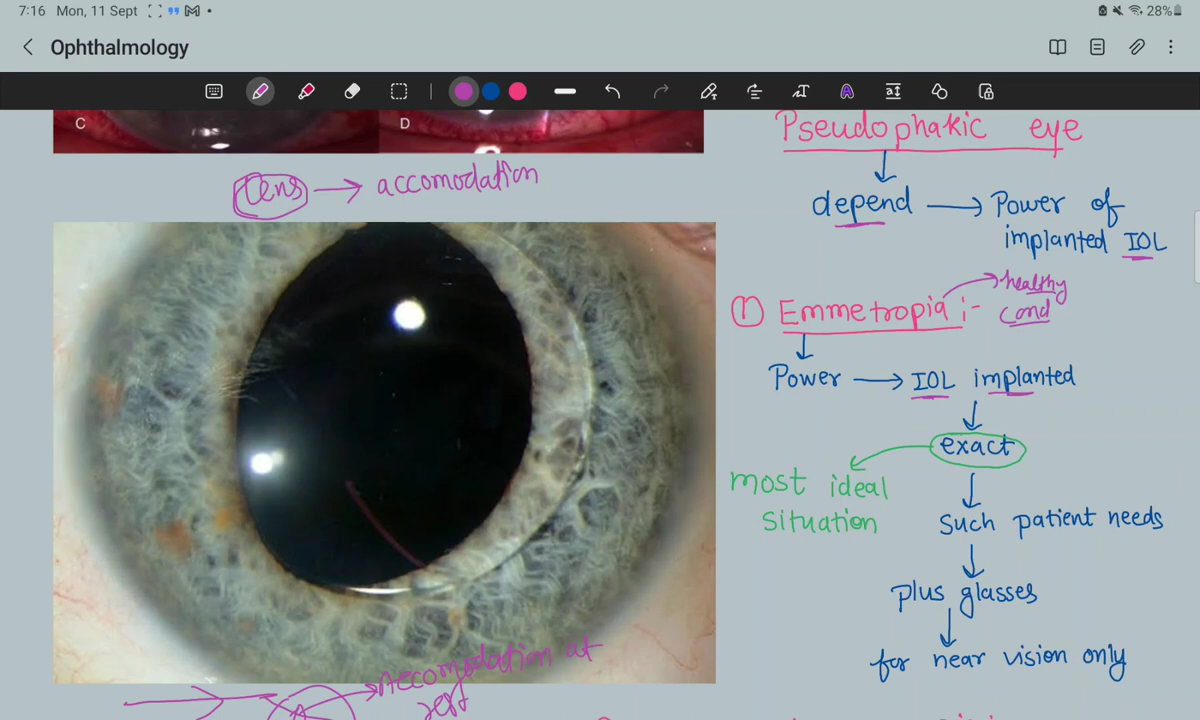 7:16 Mon, 11 Sept
28%
Ophthalmology
C
D
lens → accomodation
Accomodation at
rest
Pseudophakic eye
depend → Power of
implanted IOL
① Emmetropia :-
healthy
cond
Power → IOL implanted
exact
most ideal
situation
Such patient needs
plus glasses
for near vision only